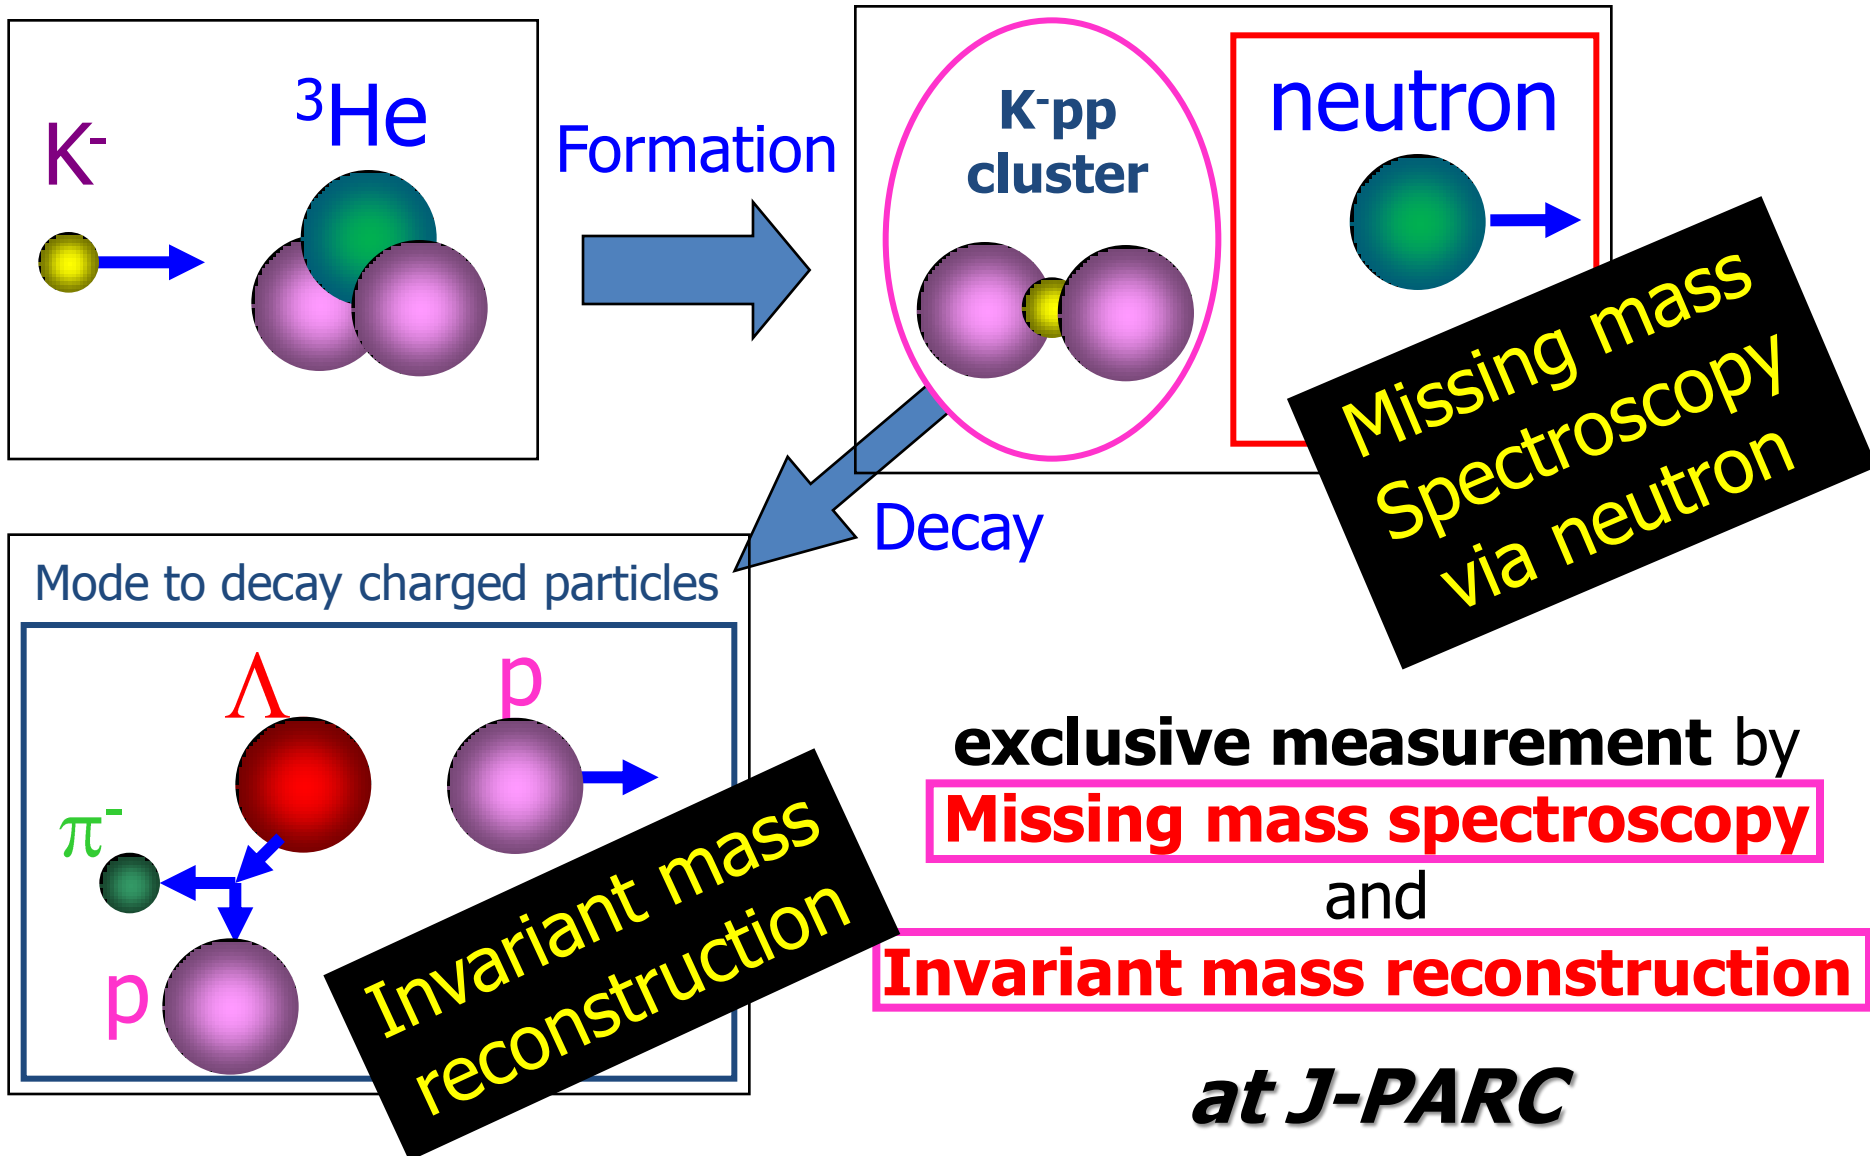 K⁻
³He
Formation
K⁻pp
cluster
neutron
Missing mass
Spectroscopy
via neutron
Decay
Mode to decay charged particles
Λ
p
π⁻
p
Invariant mass
reconstruction
exclusive measurement by
Missing mass spectroscopy
and
Invariant mass reconstruction
at J-PARC